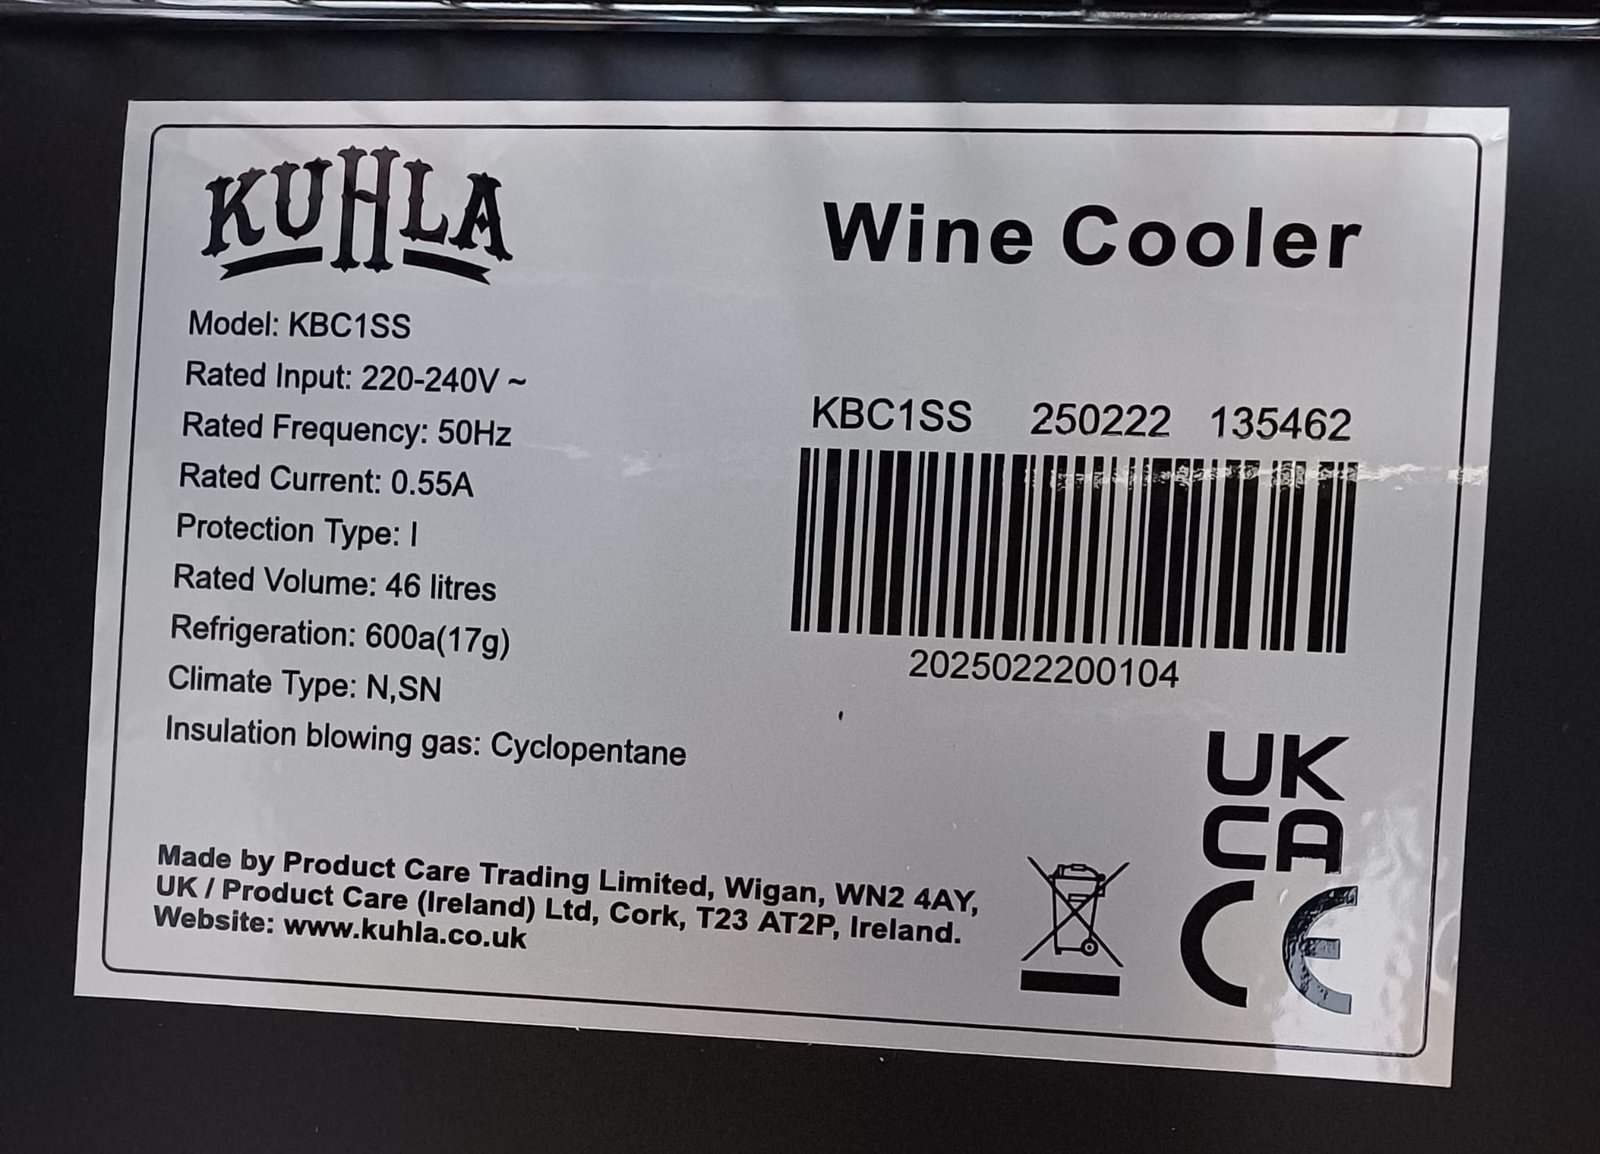 KUHLA
Wine Cooler
Model: KBC1SS
Rated Input: 220-240V ~
Rated Frequency: 50Hz
Rated Current: 0.55A
Protection Type: I
Rated Volume: 46 litres
Refrigeration: 600a(17g)
Climate Type: N,SN
Insulation blowing gas: Cyclopentane
KBC1SS 250222 135462
2025022200104
UK
CA
CE
Made by Product Care Trading Limited, Wigan, WN2 4AY,
UK / Product Care (Ireland) Ltd, Cork, T23 AT2P, Ireland.
Website: www.kuhla.co.uk